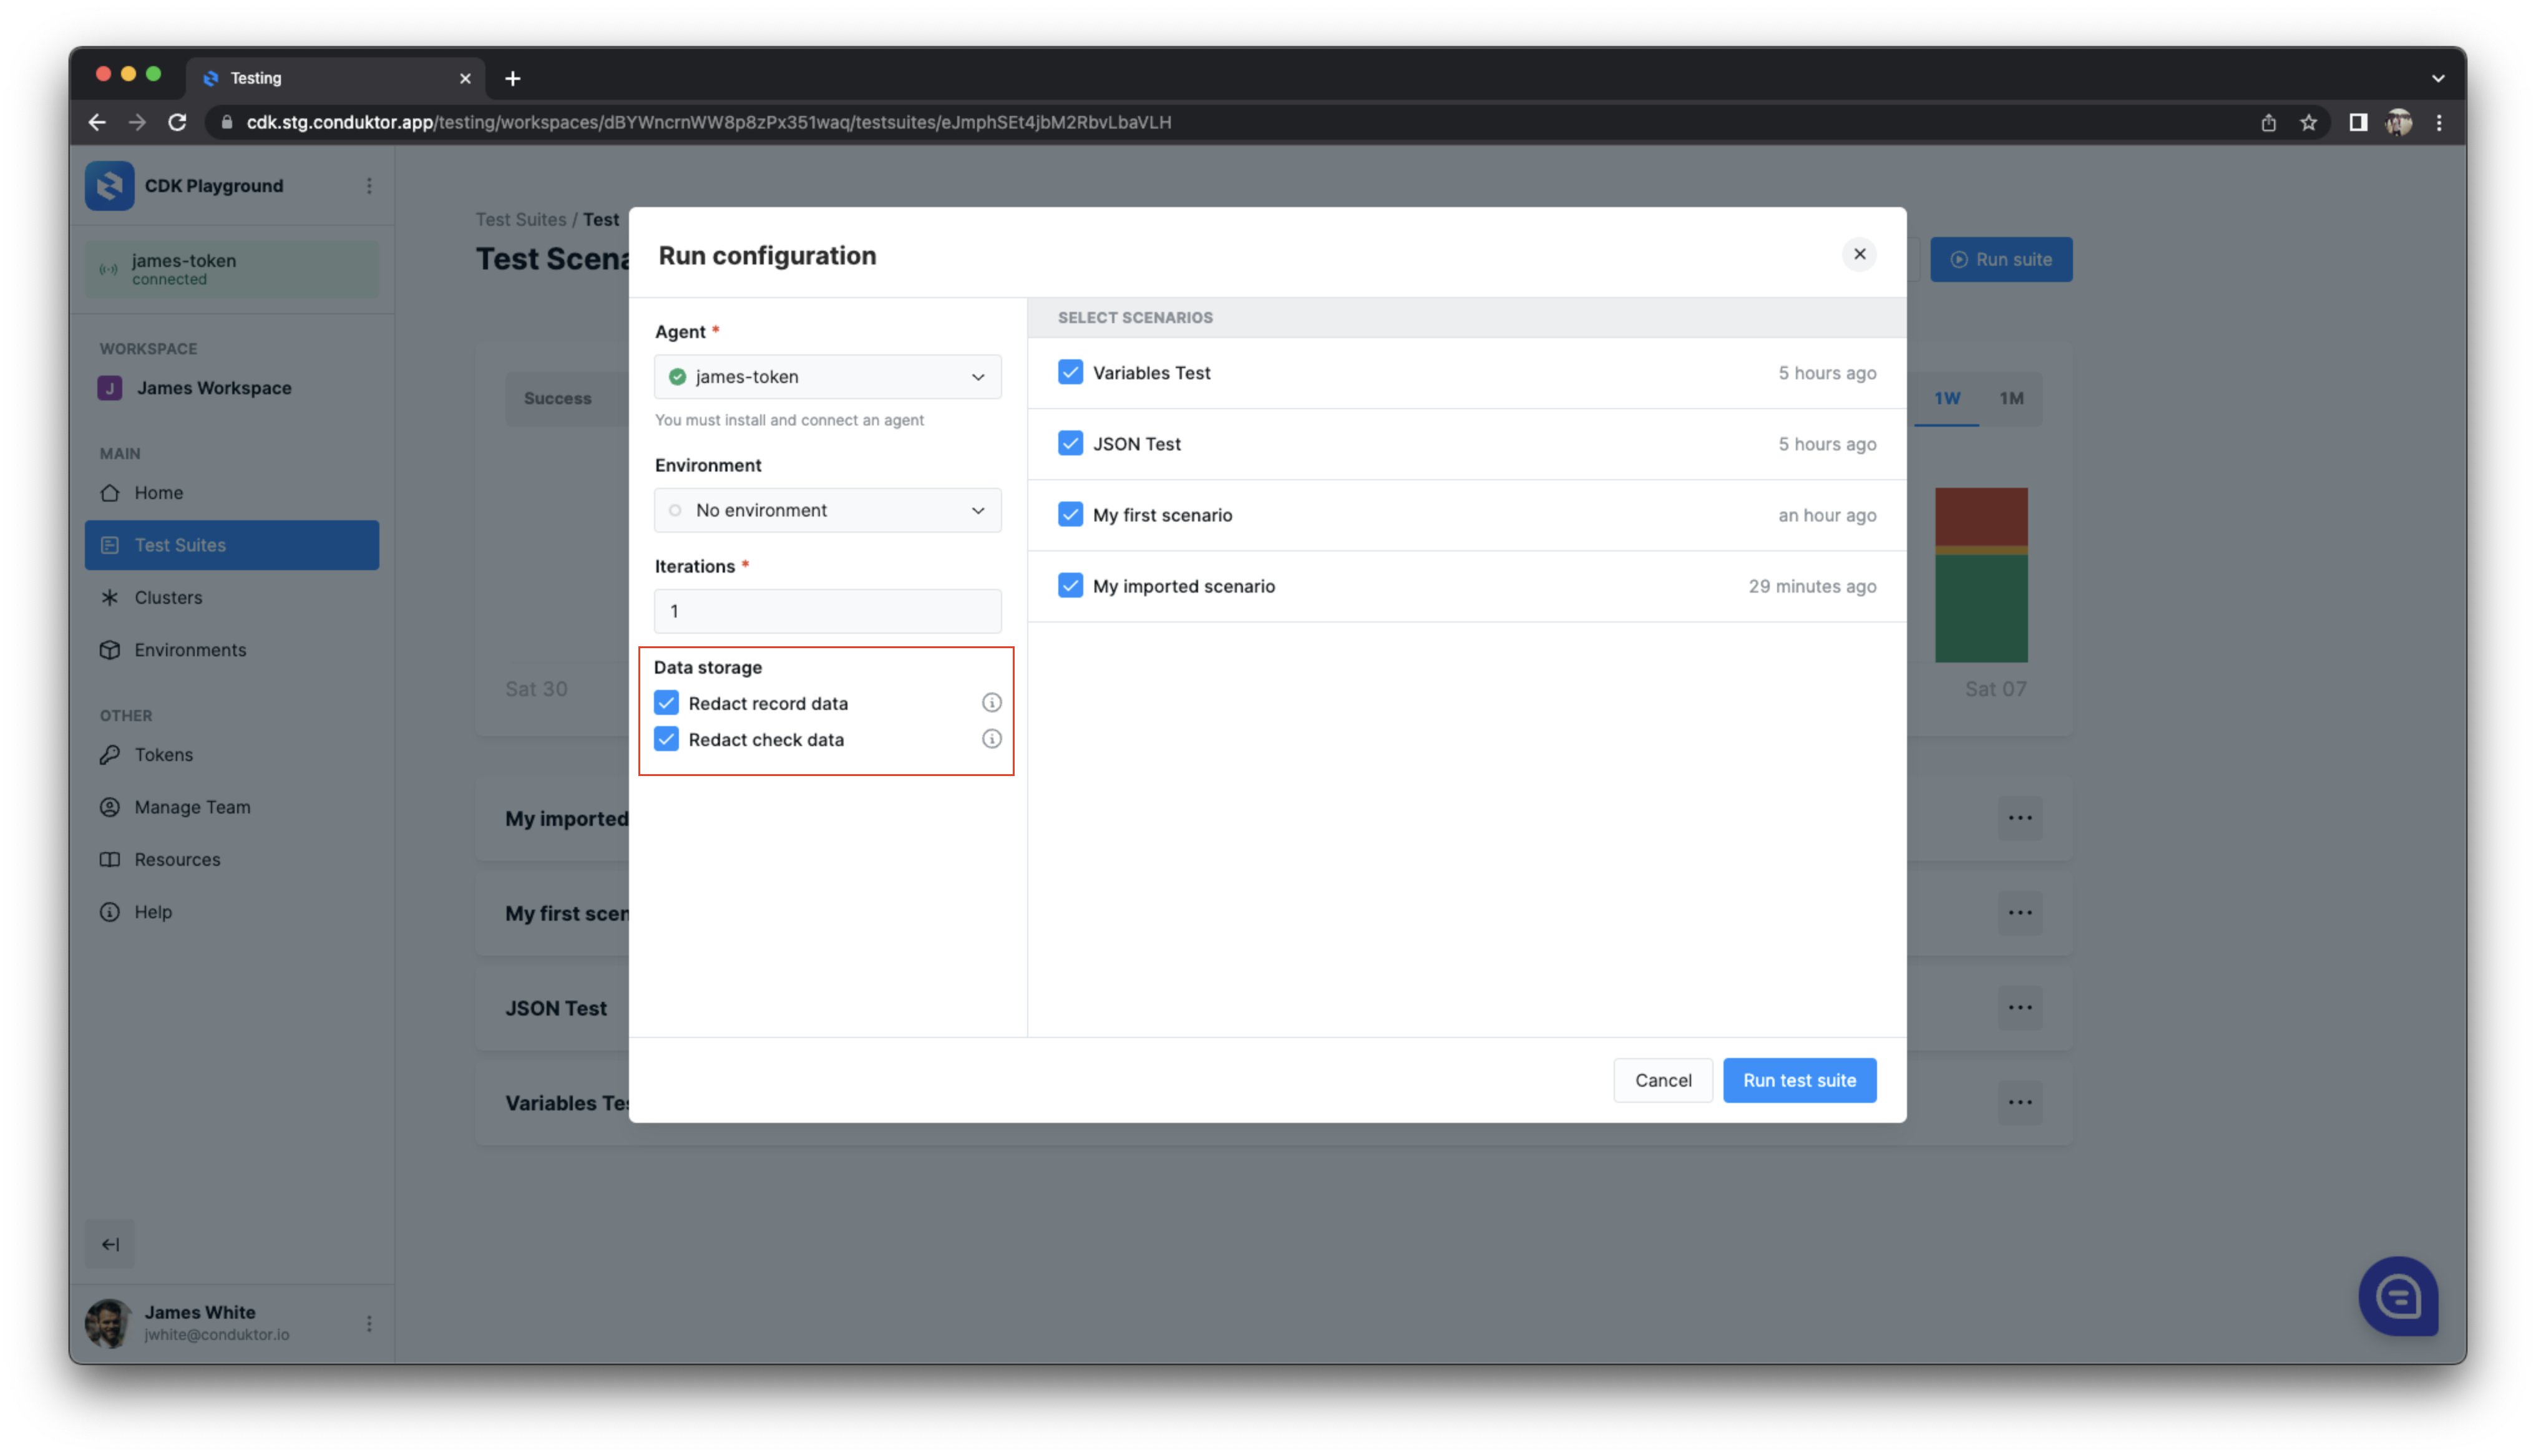 Testing
cdk.stg.conduktor.app/testing/workspaces/dBYWncrnWW8p8zPx351waq/testsuites/eJmphSEt4jbM2RbvLbaVLH
CDK Playground
james-token
connected
WORKSPACE
J James Workspace
MAIN
Home
Test Suites
Clusters
Environments
OTHER
Tokens
Manage Team
Resources
Help
James White
jwhite@conduktor.io
Test Suites / Test
Test Scena
Run suite
Success
1W 1M
Sat 30
Sat 07
My imported
My first scen
JSON Test
Variables Tes
Run configuration
Agent *
james-token
You must install and connect an agent
Environment
No environment
Iterations *
1
Data storage
Redact record data
Redact check data
SELECT SCENARIOS
Variables Test 5 hours ago
JSON Test 5 hours ago
My first scenario an hour ago
My imported scenario 29 minutes ago
Cancel Run test suite